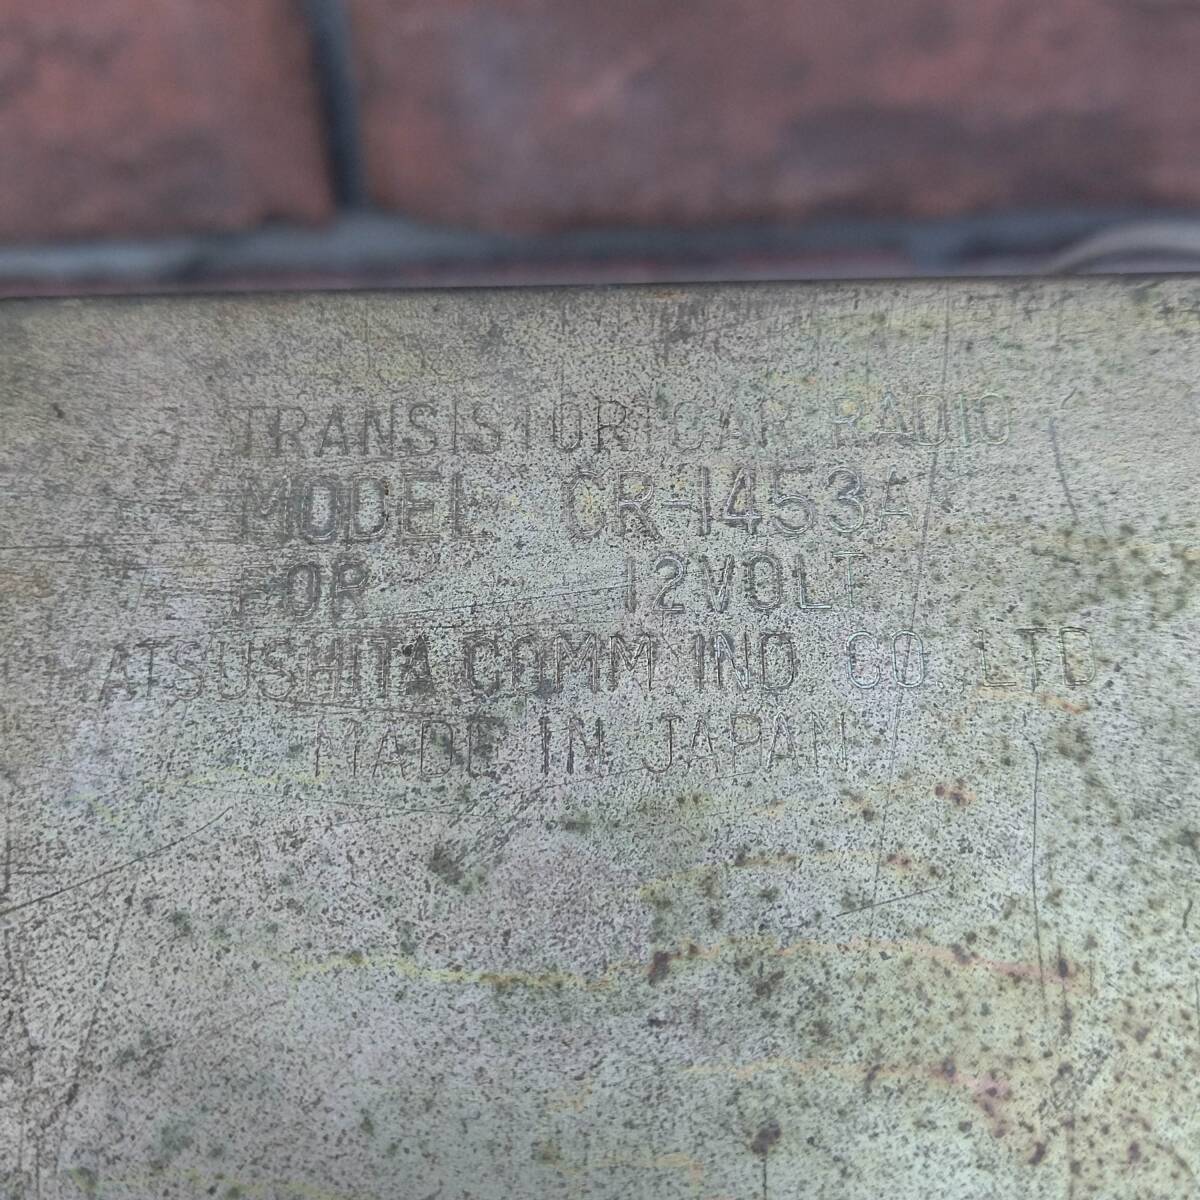 TRANSISTOR CAR RADIO
MODEL CR-1453A
FOR 12VOLT
MATSUSHITA COMM IND CO LTD
MADE IN JAPAN